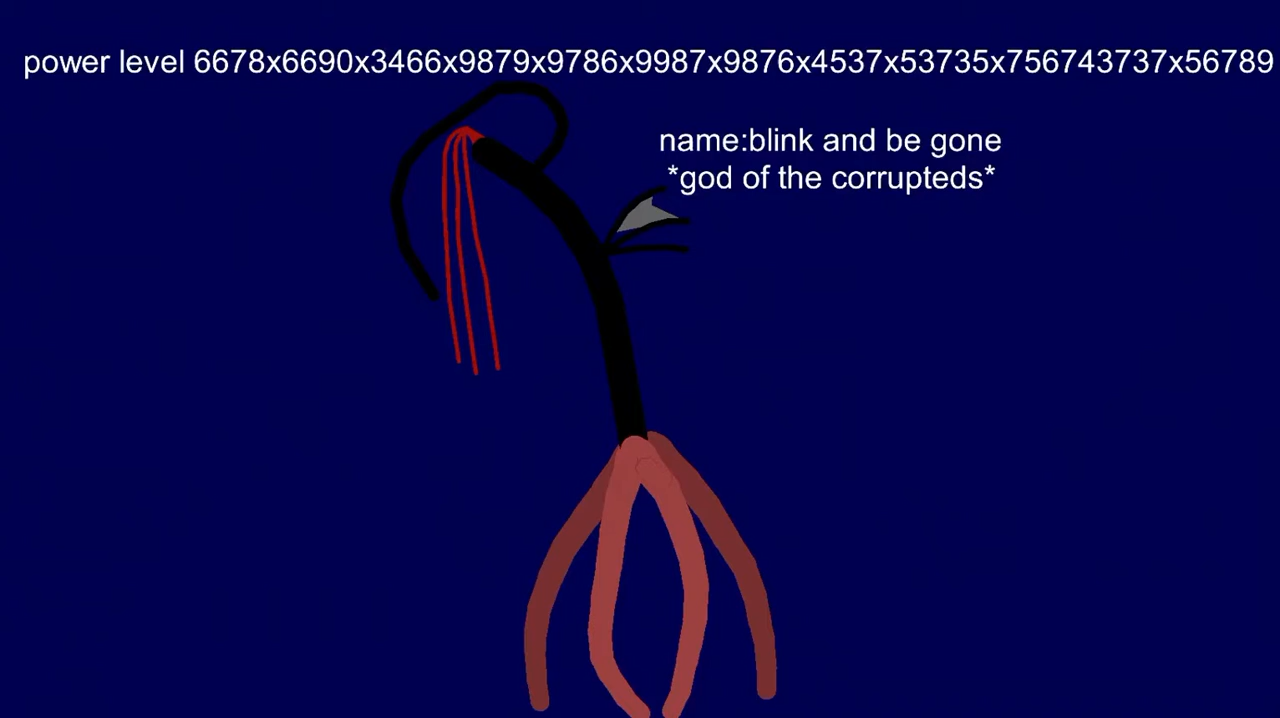 power level 6678x6690x3466x9879x9786x9987x9876x4537x53735x756743737x56789
name:blink and be gone
*god of the corrupteds*